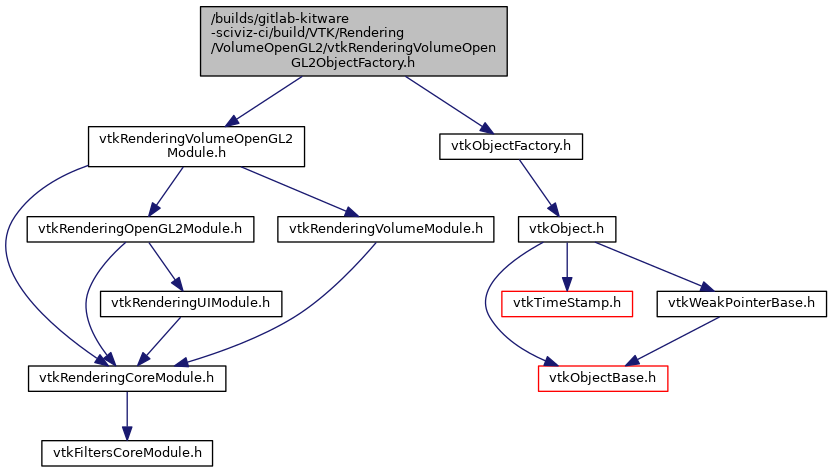 /builds/gitlab-kitware
-sciviz-ci/build/VTK/Rendering
/VolumeOpenGL2/vtkRenderingVolumeOpen
GL2ObjectFactory.h
vtkRenderingVolumeOpenGL2
Module.h
vtkObjectFactory.h
vtkRenderingOpenGL2Module.h
vtkRenderingVolumeModule.h
vtkObject.h
vtkRenderingUIModule.h
vtkTimeStamp.h
vtkWeakPointerBase.h
vtkRenderingCoreModule.h
vtkObjectBase.h
vtkFiltersCoreModule.h